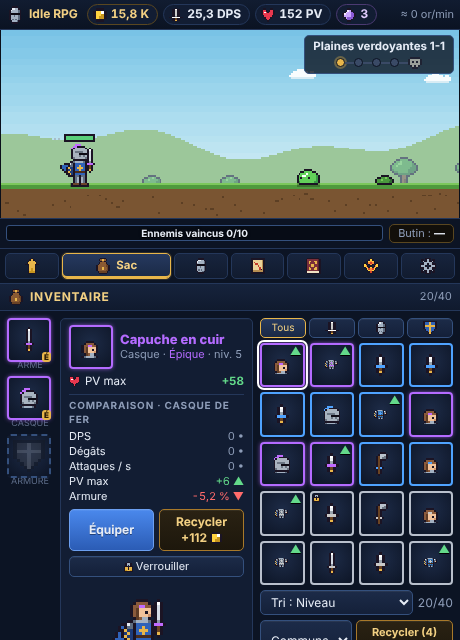 Idle RPG 15,8 K 25,3 DPS 152 PV 3 ≈ 0 or/min
Plaines verdoyantes 1-1
Ennemis vaincus 0/10 Butin : —
Sac
INVENTAIRE 20/40
É
ARME
É
CASQUE
ARMURE
Capuche en cuir
Casque · Épique · niv. 5
PV max +58
COMPARAISON · CASQUE DE
FER
DPS 0 •
Dégâts 0 •
Attaques / s 0 •
PV max +6 ▲
Armure -5,2 % ▼
Équiper
Recycler
+112
Verrouiller
Tous
Tri : Niveau 20/40
Commune
Recycler (4)